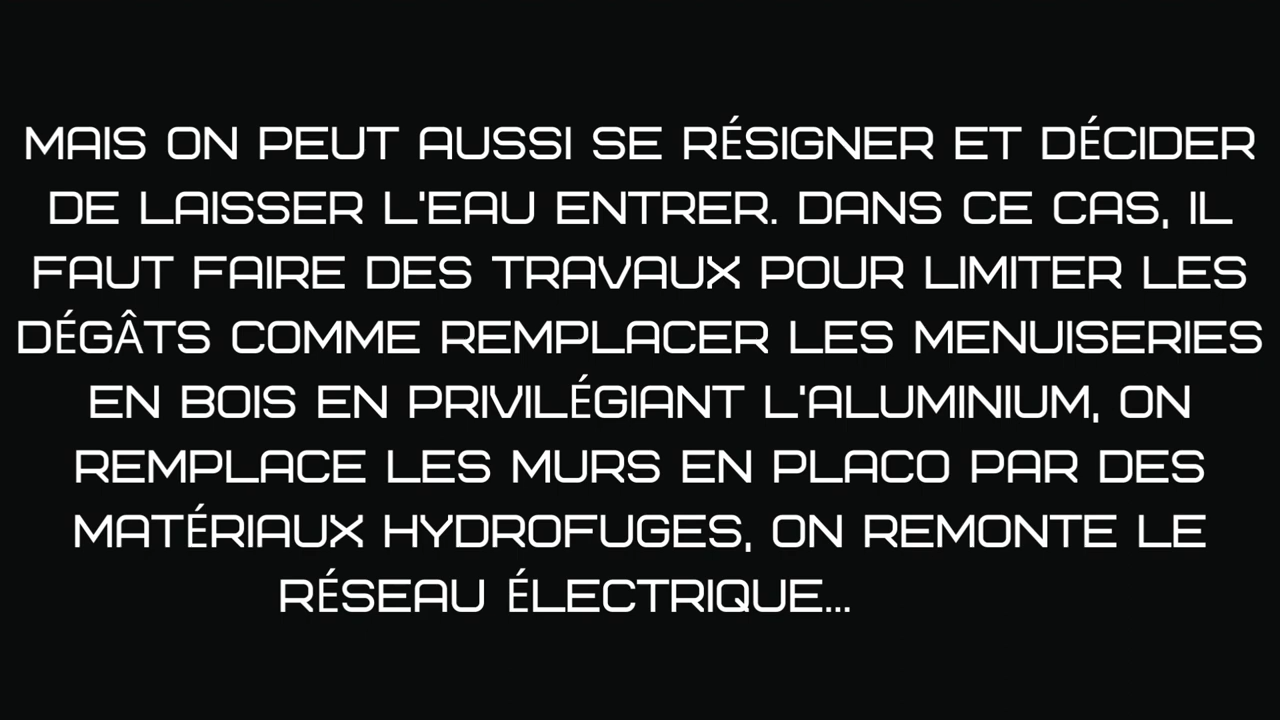 MAIS ON PEUT AUSSI SE RÉSIGNER ET DÉCIDER
DE LAISSER L'EAU ENTRER. DANS CE CAS, IL
FAUT FAIRE DES TRAVAUX POUR LIMITER LES
DÉGÂTS COMME REMPLACER LES MENUISERIES
EN BOIS EN PRIVILÉGIANT L'ALUMINIUM, ON
REMPLACE LES MURS EN PLACO PAR DES
MATÉRIAUX HYDROFUGES, ON REMONTE LE
RÉSEAU ÉLECTRIQUE...